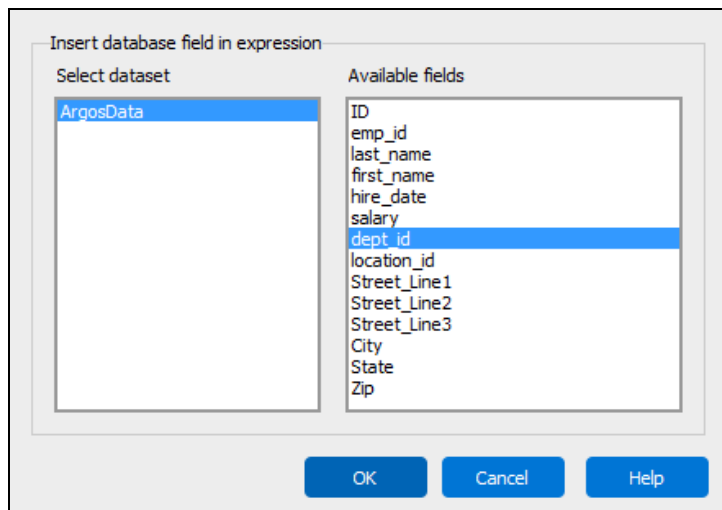 Insert database field in expression
Select dataset
Available fields
ArgosData
ID
emp_id
last_name
first_name
hire_date
salary
dept_id
location_id
Street_Line1
Street_Line2
Street_Line3
City
State
Zip
OK
Cancel
Help